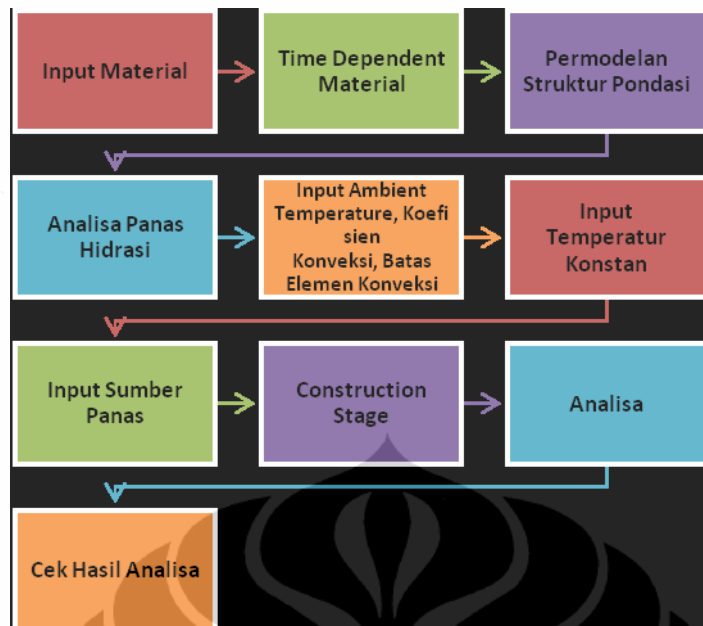 Input Material
Time Dependent
Material
Permodelan
Struktur Pondasi
Analisa Panas
Hidrasi
Input Ambient
Temperature, Koefi
sien
Konveksi, Batas
Elemen Konveksi
Input
Temperatur
Konstan
Input Sumber
Panas
Construction
Stage
Analisa
Cek Hasil Analisa